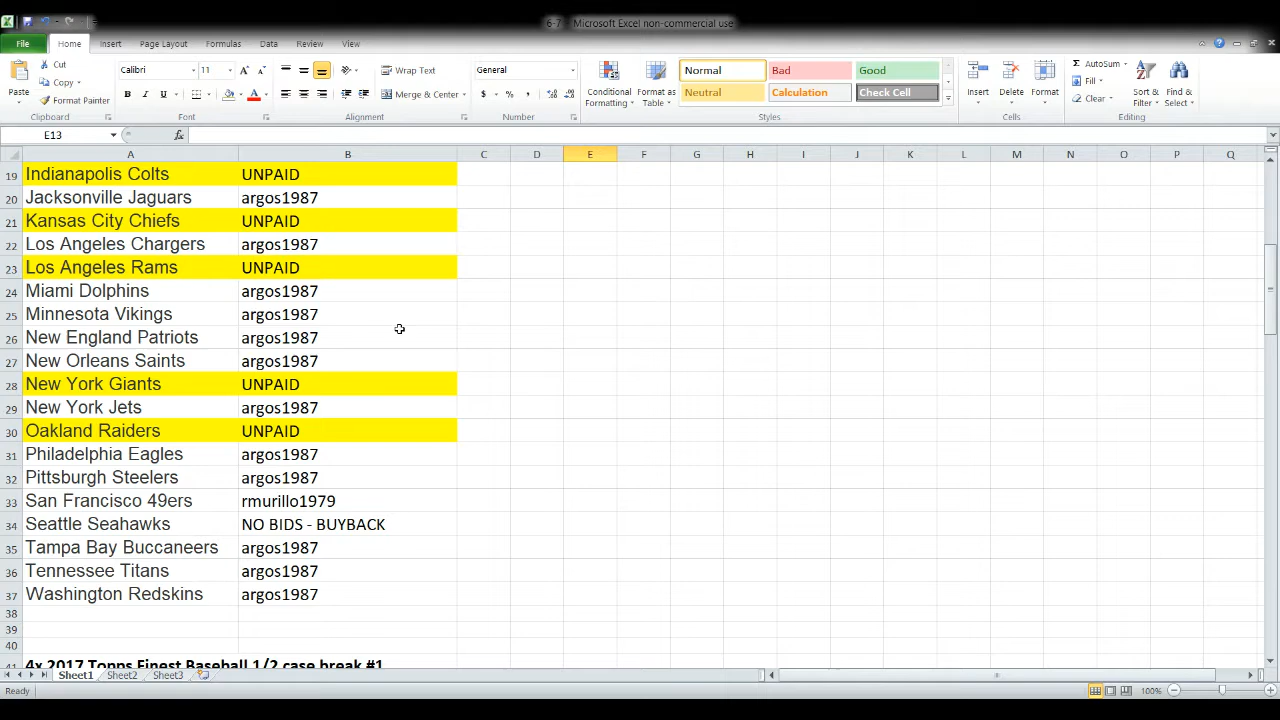 6-7 Microsoft Excel non-commercial use
File Home Insert Page Layout Formulas Data Review View
Cut
Copy
Format Painter
Paste
Clipboard
Calibri 11
B I U
Font
Wrap Text
Merge & Center
Alignment
General
$ % ,
Number
Conditional Formatting
Format as Table
Normal Bad Good
Neutral Calculation Check Cell
Styles
Insert Delete Format
Cells
AutoSum
Fill
Clear
Sort & Filter
Find & Select
Editing
E13 fx
A B C D E F G H I J K L M N O P Q
19 Indianapolis Colts UNPAID
20 Jacksonville Jaguars argos1987
21 Kansas City Chiefs UNPAID
22 Los Angeles Chargers argos1987
23 Los Angeles Rams UNPAID
24 Miami Dolphins argos1987
25 Minnesota Vikings argos1987
26 New England Patriots argos1987
27 New Orleans Saints argos1987
28 New York Giants UNPAID
29 New York Jets argos1987
30 Oakland Raiders UNPAID
31 Philadelphia Eagles argos1987
32 Pittsburgh Steelers argos1987
33 San Francisco 49ers rmurillo1979
34 Seattle Seahawks NO BIDS - BUYBACK
35 Tampa Bay Buccaneers argos1987
36 Tennessee Titans argos1987
37 Washington Redskins argos1987
38
39
40
41 4x 2017 Topps Finest Baseball 1/2 case break #1
Sheet1 Sheet2 Sheet3
Ready 100%